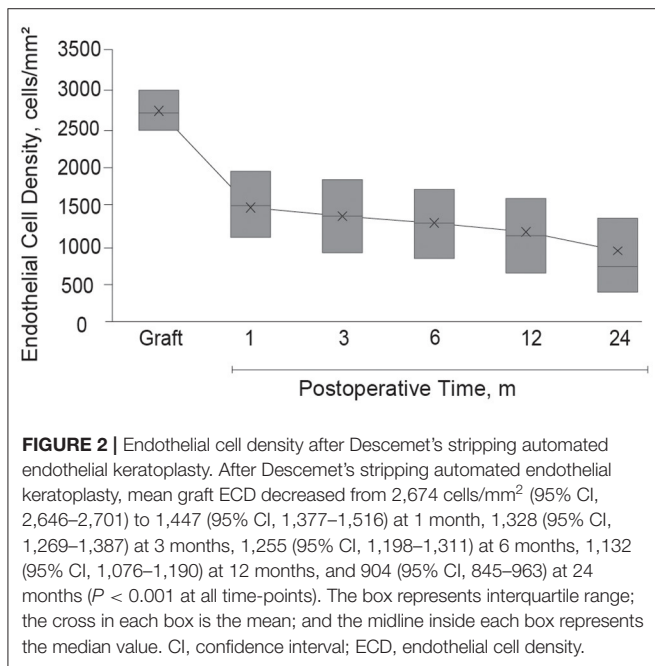 Endothelial Cell Density, cells/mm²
3500
3000
2500
2000
1500
1000
500
0
Graft 1 3 6 12 24
Postoperative Time, m
FIGURE 2 | Endothelial cell density after Descemet's stripping automated
endothelial keratoplasty. After Descemet's stripping automated endothelial
keratoplasty, mean graft ECD decreased from 2,674 cells/mm² (95% CI,
2,646–2,701) to 1,447 (95% CI, 1,377–1,516) at 1 month, 1,328 (95% CI,
1,269–1,387) at 3 months, 1,255 (95% CI, 1,198–1,311) at 6 months, 1,132
(95% CI, 1,076–1,190) at 12 months, and 904 (95% CI, 845–963) at 24
months (P < 0.001 at all time-points). The box represents interquartile range;
the cross in each box is the mean; and the midline inside each box represents
the median value. CI, confidence interval; ECD, endothelial cell density.